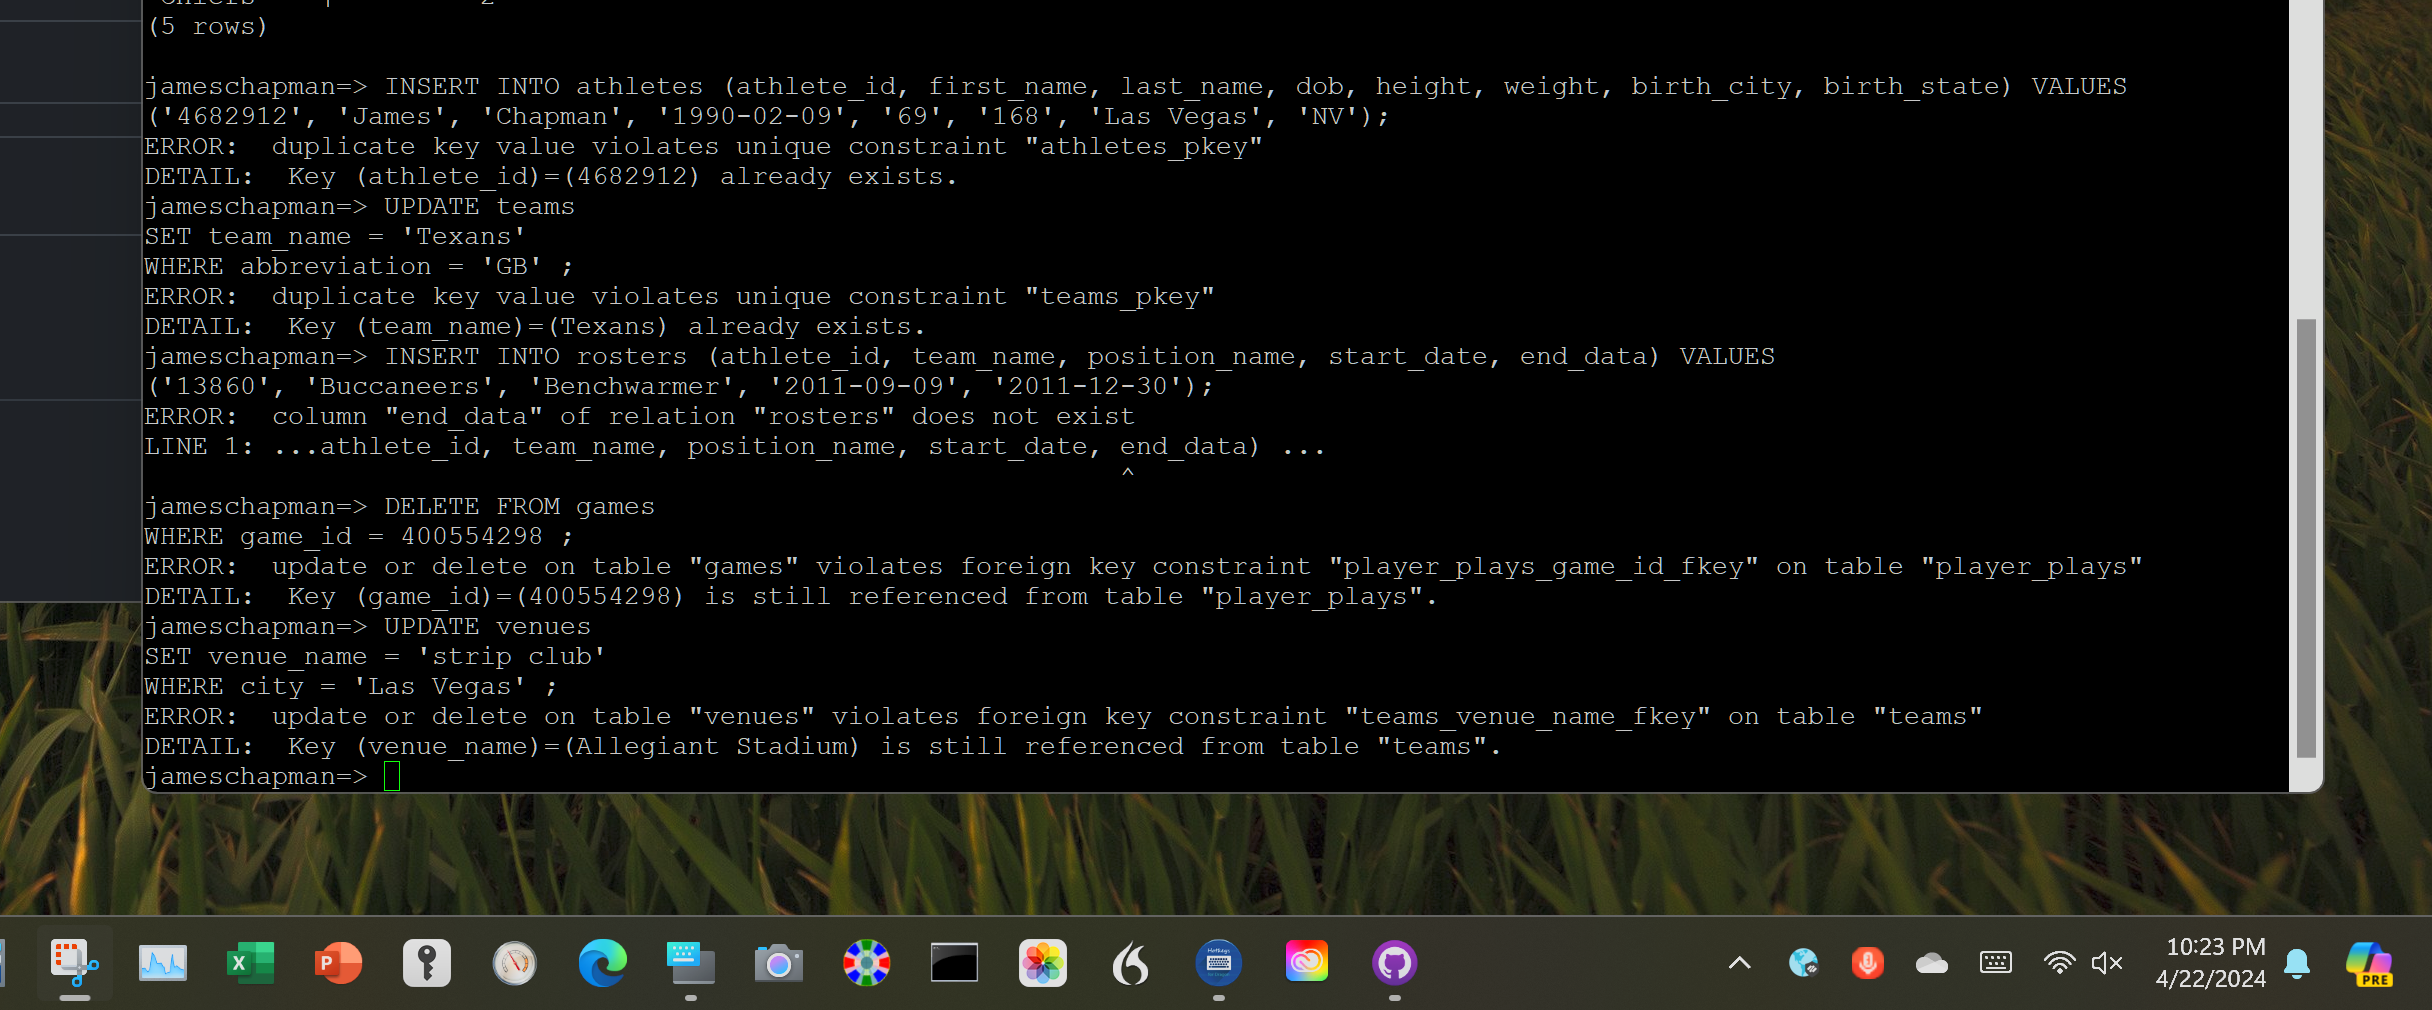 (5 rows)
jameschapman=> INSERT INTO athletes (athlete_id, first_name, last_name, dob, height, weight, birth_city, birth_state) VALUES
('4682912', 'James', 'Chapman', '1990-02-09', '69', '168', 'Las Vegas', 'NV');
ERROR:  duplicate key value violates unique constraint "athletes_pkey"
DETAIL:  Key (athlete_id)=(4682912) already exists.
jameschapman=> UPDATE teams
SET team_name = 'Texans'
WHERE abbreviation = 'GB' ;
ERROR:  duplicate key value violates unique constraint "teams_pkey"
DETAIL:  Key (team_name)=(Texans) already exists.
jameschapman=> INSERT INTO rosters (athlete_id, team_name, position_name, start_date, end_data) VALUES
('13860', 'Buccaneers', 'Benchwarmer', '2011-09-09', '2011-12-30');
ERROR:  column "end_data" of relation "rosters" does not exist
LINE 1: ...athlete_id, team_name, position_name, start_date, end_data) ...
^
jameschapman=> DELETE FROM games
WHERE game_id = 400554298 ;
ERROR:  update or delete on table "games" violates foreign key constraint "player_plays_game_id_fkey" on table "player_plays"
DETAIL:  Key (game_id)=(400554298) is still referenced from table "player_plays".
jameschapman=> UPDATE venues
SET venue_name = 'strip club'
WHERE city = 'Las Vegas' ;
ERROR:  update or delete on table "venues" violates foreign key constraint "teams_venue_name_fkey" on table "teams"
DETAIL:  Key (venue_name)=(Allegiant Stadium) is still referenced from table "teams".
jameschapman=>
10:23 PM
4/22/2024
PRE